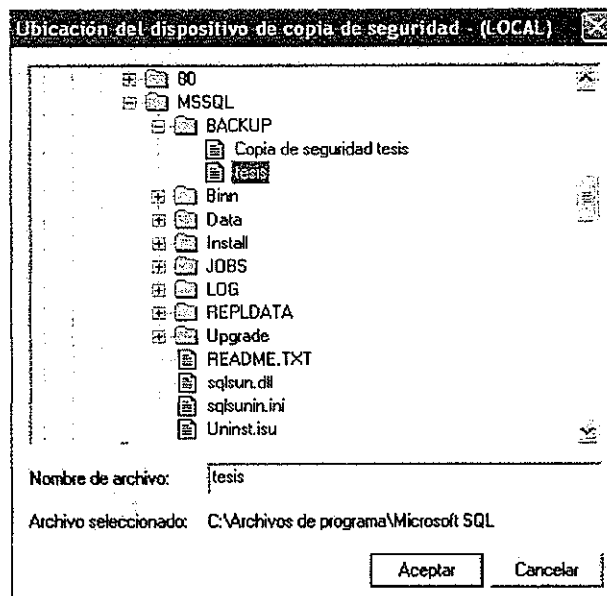 Ubicación del dispositivo de copia de seguridad - (LOCAL)
80
MSSQL
BACKUP
Copia de seguridad tesis
tesis
Binn
Data
Install
JOBS
LOG
REPLDATA
Upgrade
README.TXT
sqlsun.dll
sqlsunin.ini
Uninst.isu
Nombre de archivo: tesis
Archivo seleccionado: C:\Archivos de programa\Microsoft SQL
Aceptar Cancelar